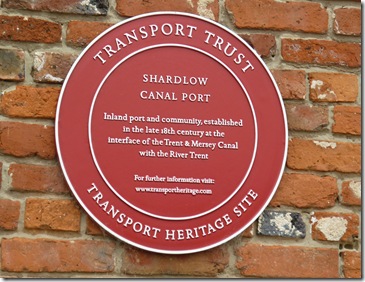 TRANSPORT TRUST
SHARDLOW
CANAL PORT
Inland port and community, established
in the late 18th century at the
interface of the Trent & Mersey Canal
with the River Trent
For further information visit:
www.transportheritage.com
TRANSPORT HERITAGE SITE